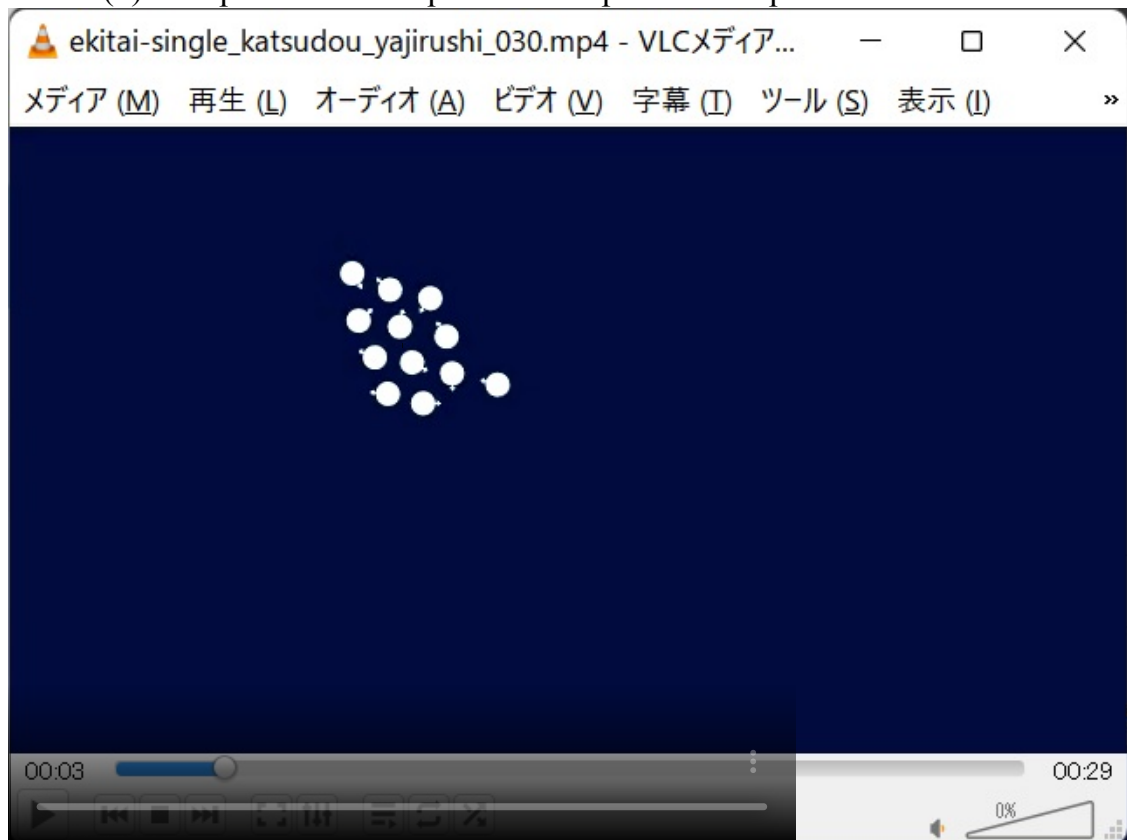 ekitai-single_katsudou_yajirushi_030.mp4 - VLCメディア...
メディア (M) 再生 (L) オーディオ (A) ビデオ (V) 字幕 (T) ツール (S) 表示 (I) »
00:03 00:29
0%